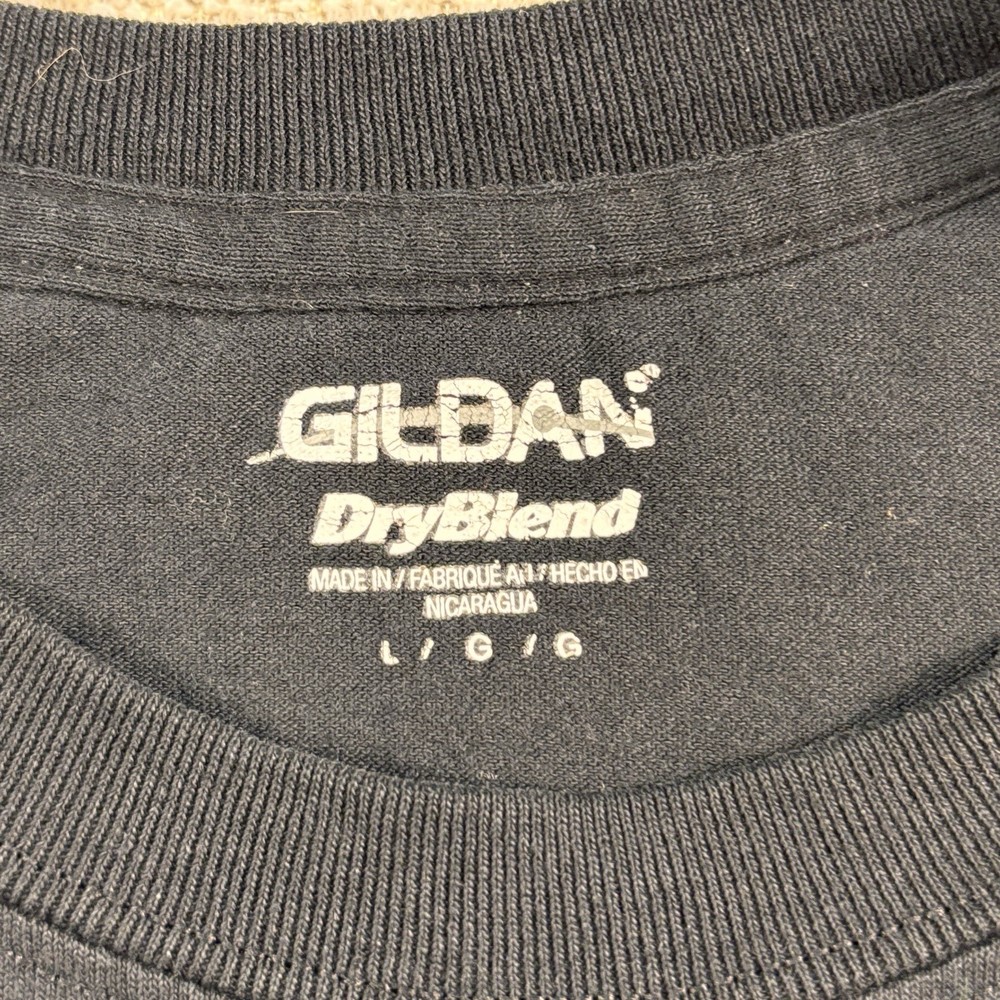 GILDAN
DryBlend
MADE IN / FABRIQUÉ AU / HECHO EN
NICARAGUA
L / G / G